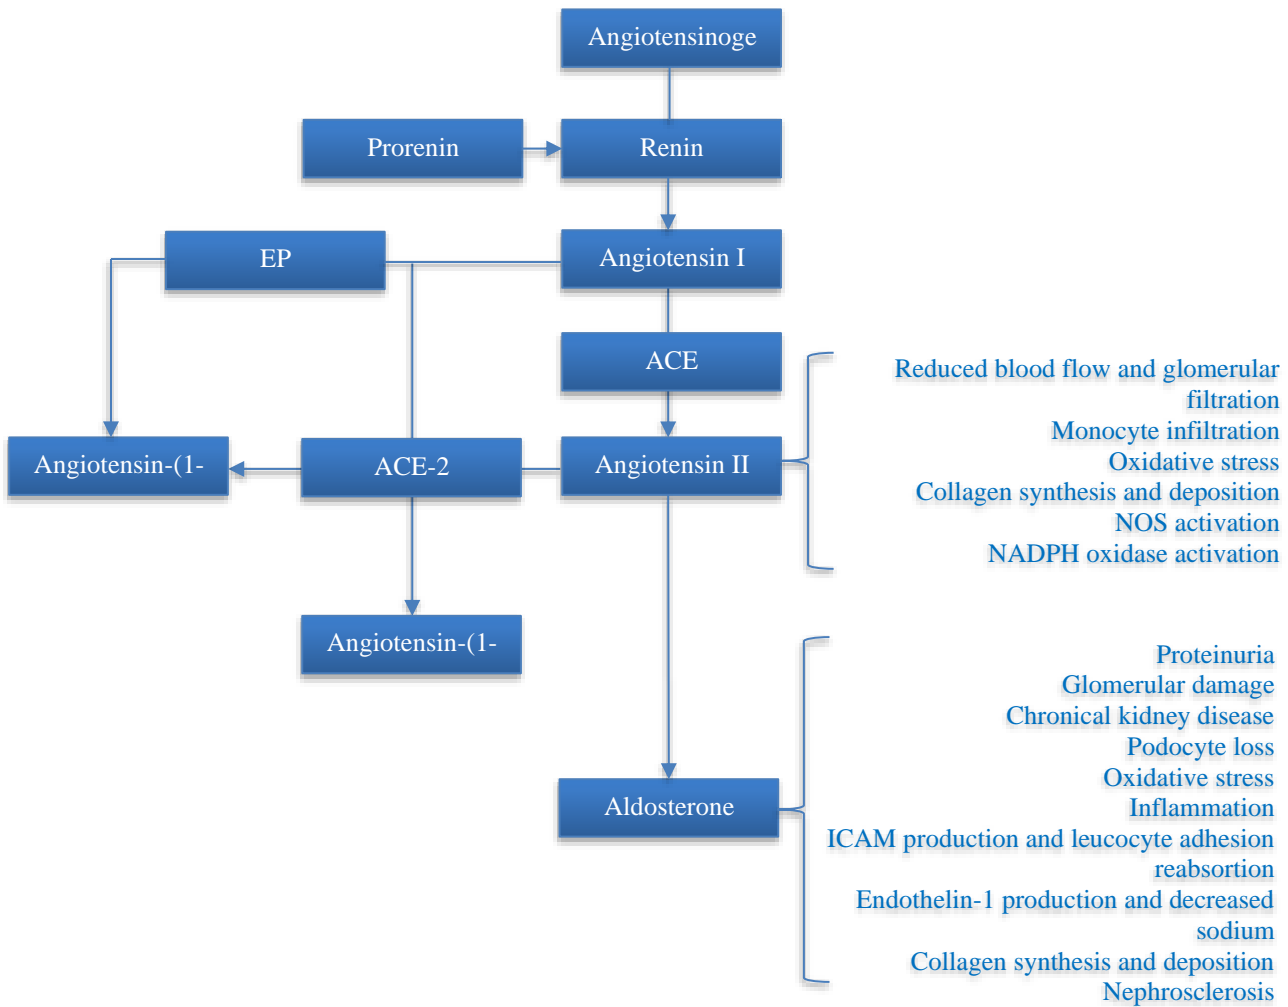 Angiotensinoge
Prorenin
Renin
EP
Angiotensin I
ACE
Reduced blood flow and glomerular
filtration
Monocyte infiltration
Oxidative stress
Collagen synthesis and deposition
NOS activation
NADPH oxidase activation
Angiotensin-(1-
ACE-2
Angiotensin II
Angiotensin-(1-
Aldosterone
Proteinuria
Glomerular damage
Chronical kidney disease
Podocyte loss
Oxidative stress
Inflammation
ICAM production and leucocyte adhesion
reabsortion
Endothelin-1 production and decreased
sodium
Collagen synthesis and deposition
Nephrosclerosis